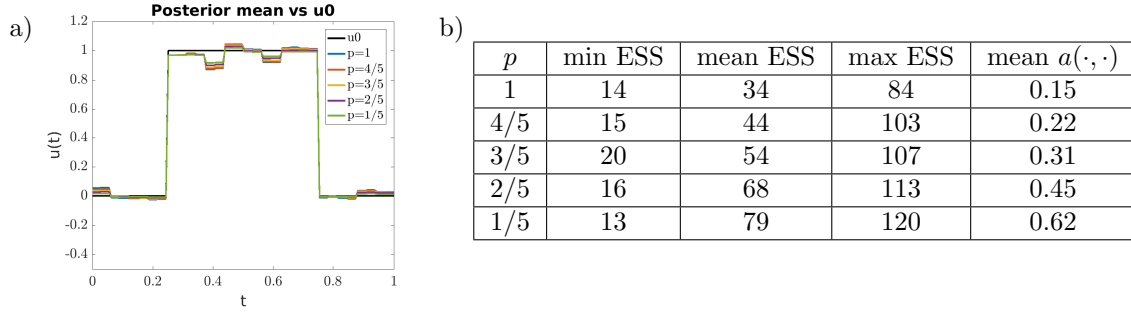 a)
Posterior mean vs u0
1.2
1
0.8
0.6
0.4
0.2
0
-0.2
-0.4
u(t)
0 0.2 0.4 0.6 0.8 1
t
u0
p=1
p=4/5
p=3/5
p=2/5
p=1/5
b)
p min ESS mean ESS max ESS mean a(·, ·)
1 14 34 84 0.15
4/5 15 44 103 0.22
3/5 20 54 107 0.31
2/5 16 68 113 0.45
1/5 13 79 120 0.62